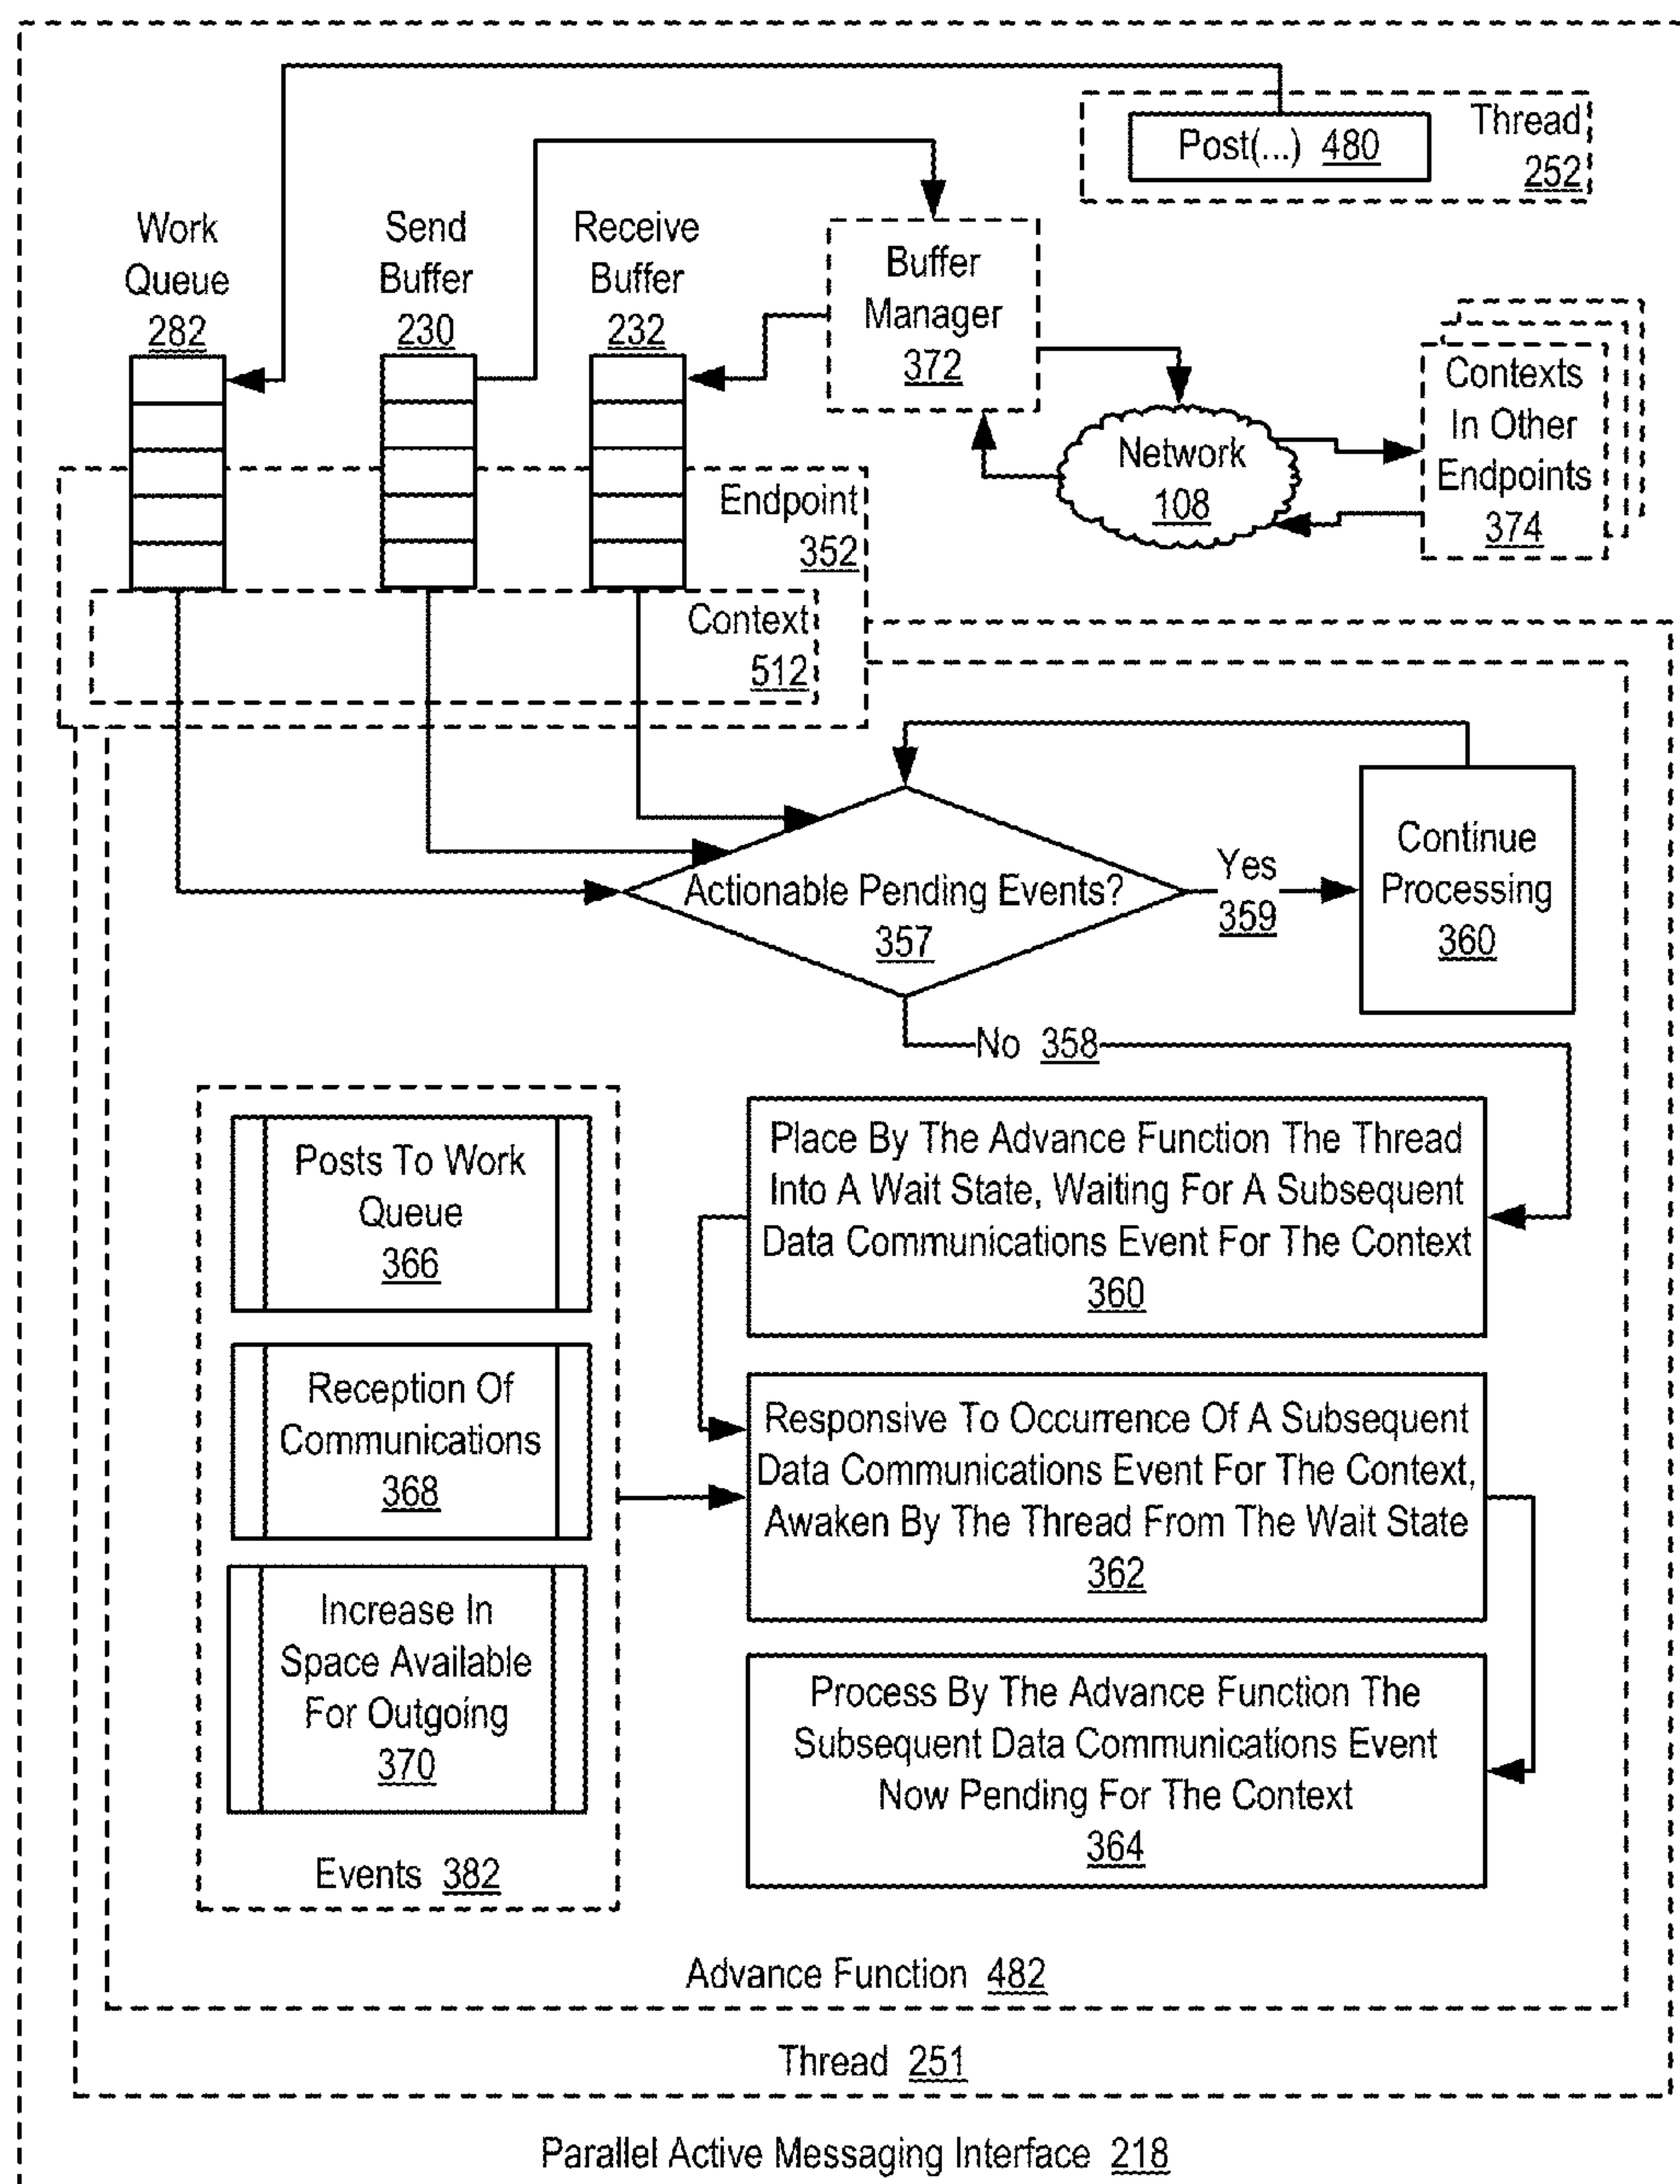 Thread
252
Post(...) 480
Work
Queue
282
Send
Buffer
230
Receive
Buffer
232
Buffer
Manager
372
Network
108
Contexts
In Other
Endpoints
374
Endpoint
352
Context
512
Actionable Pending Events?
357
Yes
359
Continue
Processing
360
No 358
Posts To Work
Queue
366
Reception Of
Communications
368
Increase In
Space Available
For Outgoing
370
Events 382
Place By The Advance Function The Thread
Into A Wait State, Waiting For A Subsequent
Data Communications Event For The Context
360
Responsive To Occurrence Of A Subsequent
Data Communications Event For The Context,
Awaken By The Thread From The Wait State
362
Process By The Advance Function The
Subsequent Data Communications Event
Now Pending For The Context
364
Advance Function 482
Thread 251
Parallel Active Messaging Interface 218